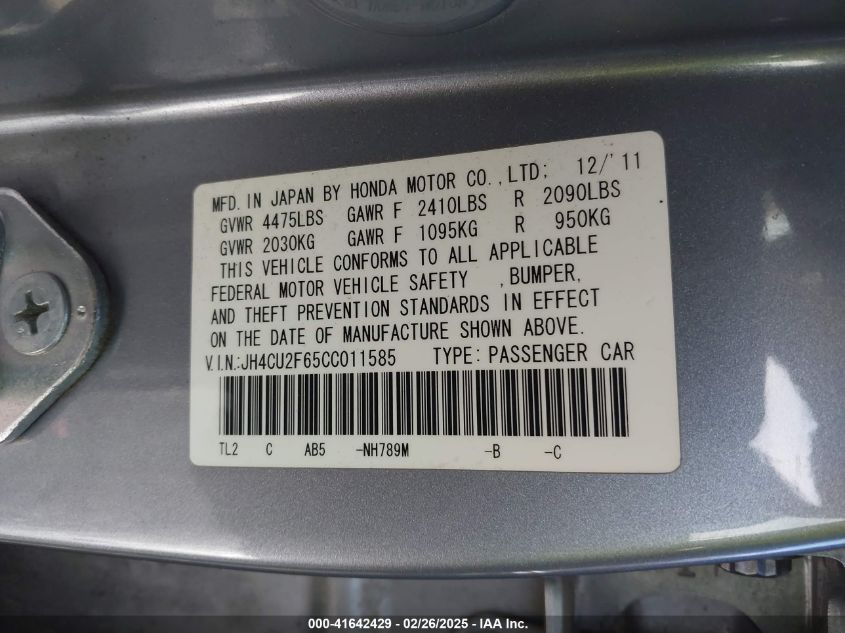 MFD. IN JAPAN BY HONDA MOTOR CO., LTD; 12/'11
GVWR 4475LBS GAWR F 2410LBS R 2090LBS
GVWR 2030KG GAWR F 1095KG R 950KG
THIS VEHICLE CONFORMS TO ALL APPLICABLE
FEDERAL MOTOR VEHICLE SAFETY , BUMPER,
AND THEFT PREVENTION STANDARDS IN EFFECT
ON THE DATE OF MANUFACTURE SHOWN ABOVE.
V.I.N.:JH4CU2F65CC011585 TYPE: PASSENGER CAR
TL2 C AB5 -NH789M -B -C
000-41642429 - 02/26/2025 - IAA, Inc.